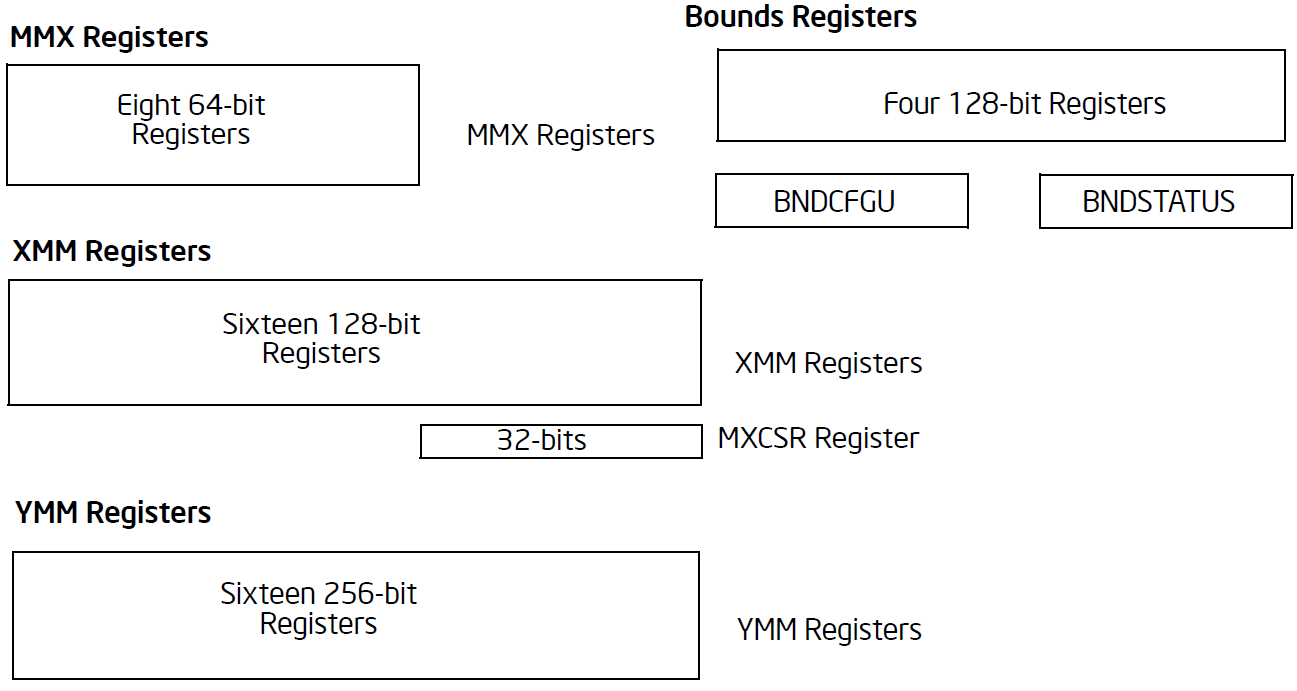 MMX Registers
Eight 64-bit
Registers
MMX Registers
Bounds Registers
Four 128-bit Registers
BNDCFGU
BNDSTATUS
XMM Registers
Sixteen 128-bit
Registers
XMM Registers
32-bits
MXCSR Register
YMM Registers
Sixteen 256-bit
Registers
YMM Registers